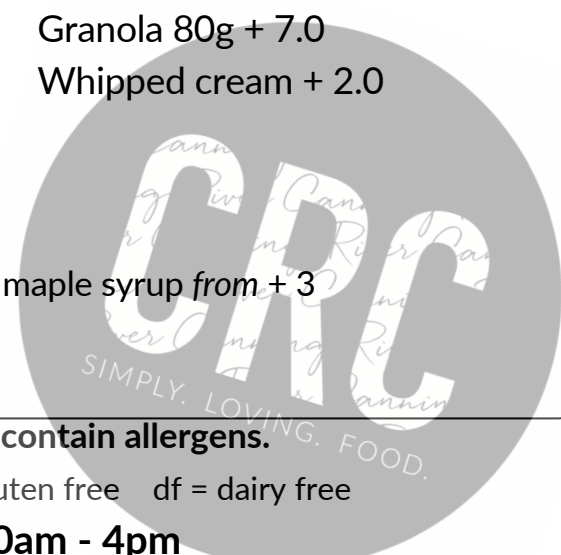 Granola 80g + 7.0
Whipped cream + 2.0
CRC
maple syrup from + 3
SIMPLY. LOVING. FOOD.
contain allergens.
uten free df = dairy free
0am - 4pm